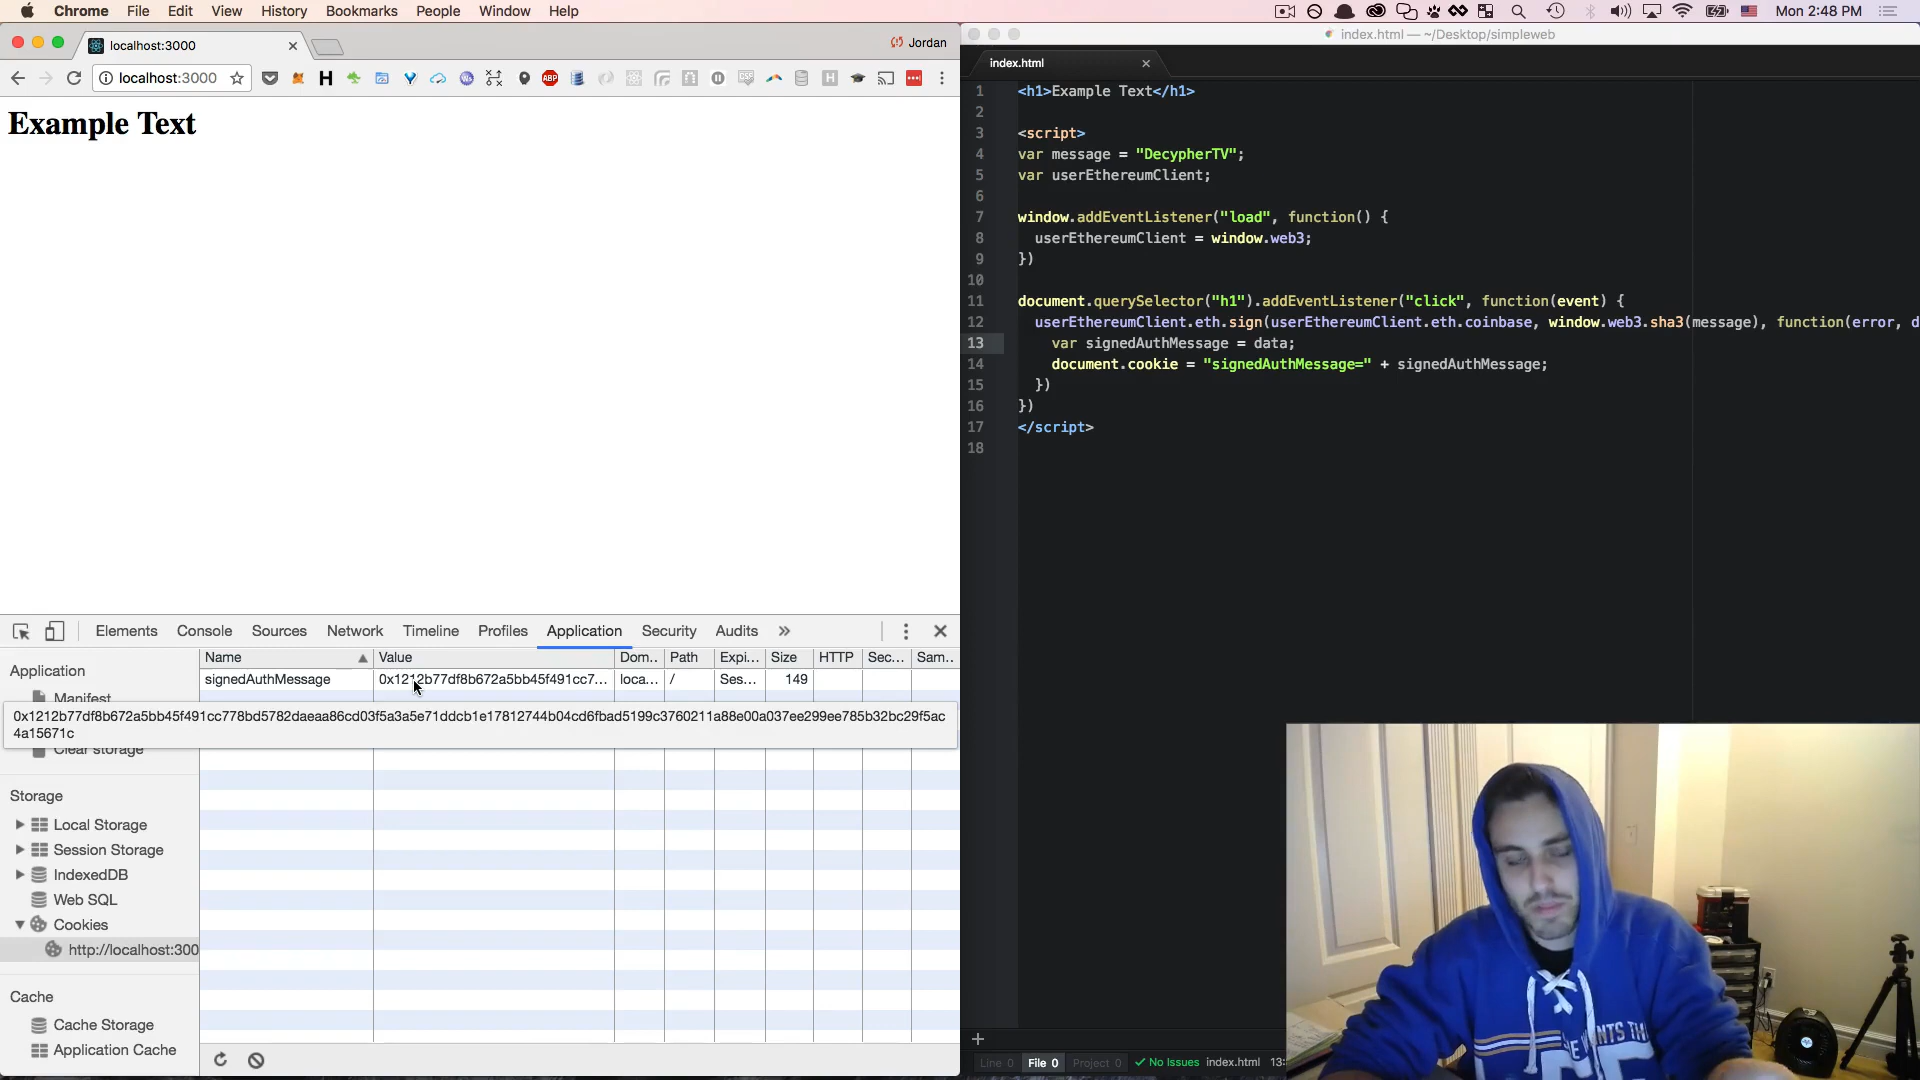 Chrome File Edit View History Bookmarks People Window Help
Mon 2:48 PM
localhost:3000
Jordan
localhost:3000
Example Text
index.html — ~/Desktop/simpleweb
index.html
1 <h1>Example Text</h1>
2
3 <script>
4 var message = "DecypherTV";
5 var userEthereumClient;
6
7 window.addEventListener("load", function() {
8 userEthereumClient = window.web3;
9 })
10
11 document.querySelector("h1").addEventListener("click", function(event) {
12 userEthereumClient.eth.sign(userEthereumClient.eth.coinbase, window.web3.sha3(message), function(error, d
13 var signedAuthMessage = data;
14 document.cookie = "signedAuthMessage=" + signedAuthMessage;
15 })
16 })
17 </script>
18
Elements Console Sources Network Timeline Profiles Application Security Audits
Name Value Dom.. Path Expi... Size HTTP Sec... Sam..
signedAuthMessage 0x1212b77df8b672a5bb45f491cc7... loca... / Ses... 149
Application
Manifest
0x1212b77df8b672a5bb45f491cc778bd5782daeaa86cd03f5a3a5e71ddcb1e17812744b04cd6fbad5199c3760211a88e00a037ee299ee785b32bc29f5ac
4a15671c
Clear storage
Storage
Local Storage
Session Storage
IndexedDB
Web SQL
Cookies
http://localhost:300
Cache
Cache Storage
Application Cache
Line 0 File 0 Project 0 No Issues index.html 13: